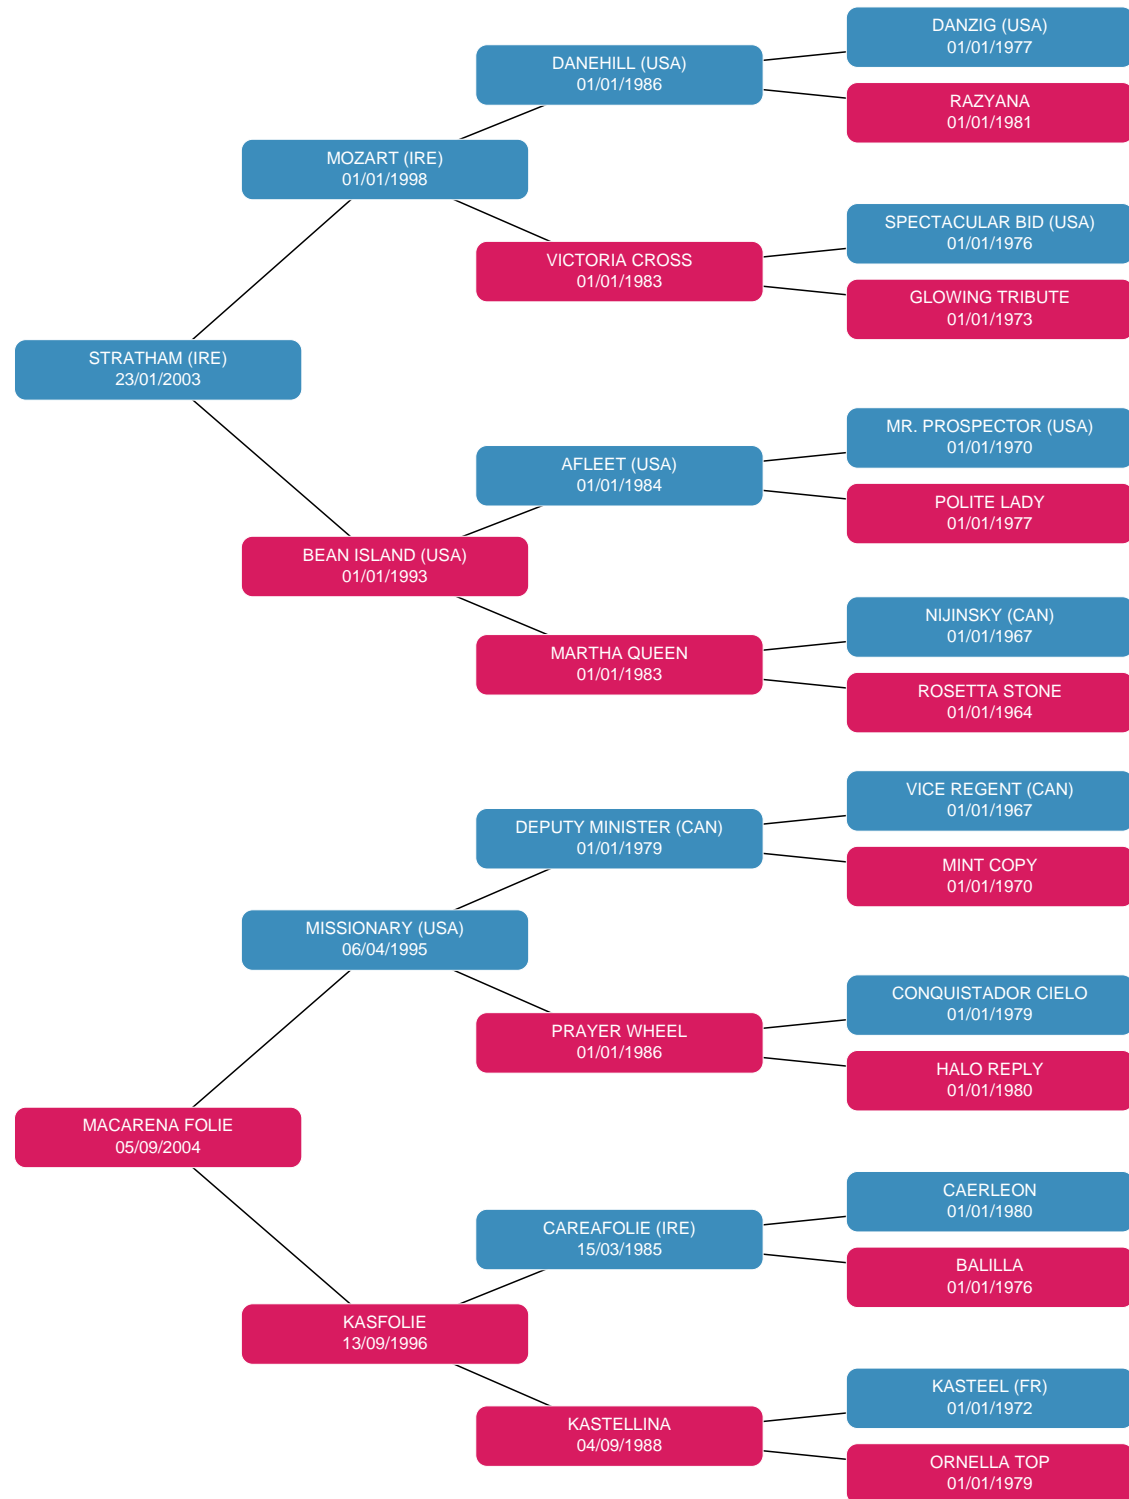 DANZIG (USA)
01/01/1977
DANEHILL (USA)
01/01/1986
RAZYANA
01/01/1981
MOZART (IRE)
01/01/1998
SPECTACULAR BID (USA)
01/01/1976
VICTORIA CROSS
01/01/1983
GLOWING TRIBUTE
01/01/1973
STRATHAM (IRE)
23/01/2003
MR. PROSPECTOR (USA)
01/01/1970
AFLEET (USA)
01/01/1984
POLITE LADY
01/01/1977
BEAN ISLAND (USA)
01/01/1993
NIJINSKY (CAN)
01/01/1967
MARTHA QUEEN
01/01/1983
ROSETTA STONE
01/01/1964
VICE REGENT (CAN)
01/01/1967
DEPUTY MINISTER (CAN)
01/01/1979
MINT COPY
01/01/1970
MISSIONARY (USA)
06/04/1995
CONQUISTADOR CIELO
01/01/1979
PRAYER WHEEL
01/01/1986
HALO REPLY
01/01/1980
MACARENA FOLIE
05/09/2004
CAERLEON
01/01/1980
CAREAFOLIE (IRE)
15/03/1985
BALILLA
01/01/1976
KASFOLIE
13/09/1996
KASTEEL (FR)
01/01/1972
KASTELLINA
04/09/1988
ORNELLA TOP
01/01/1979